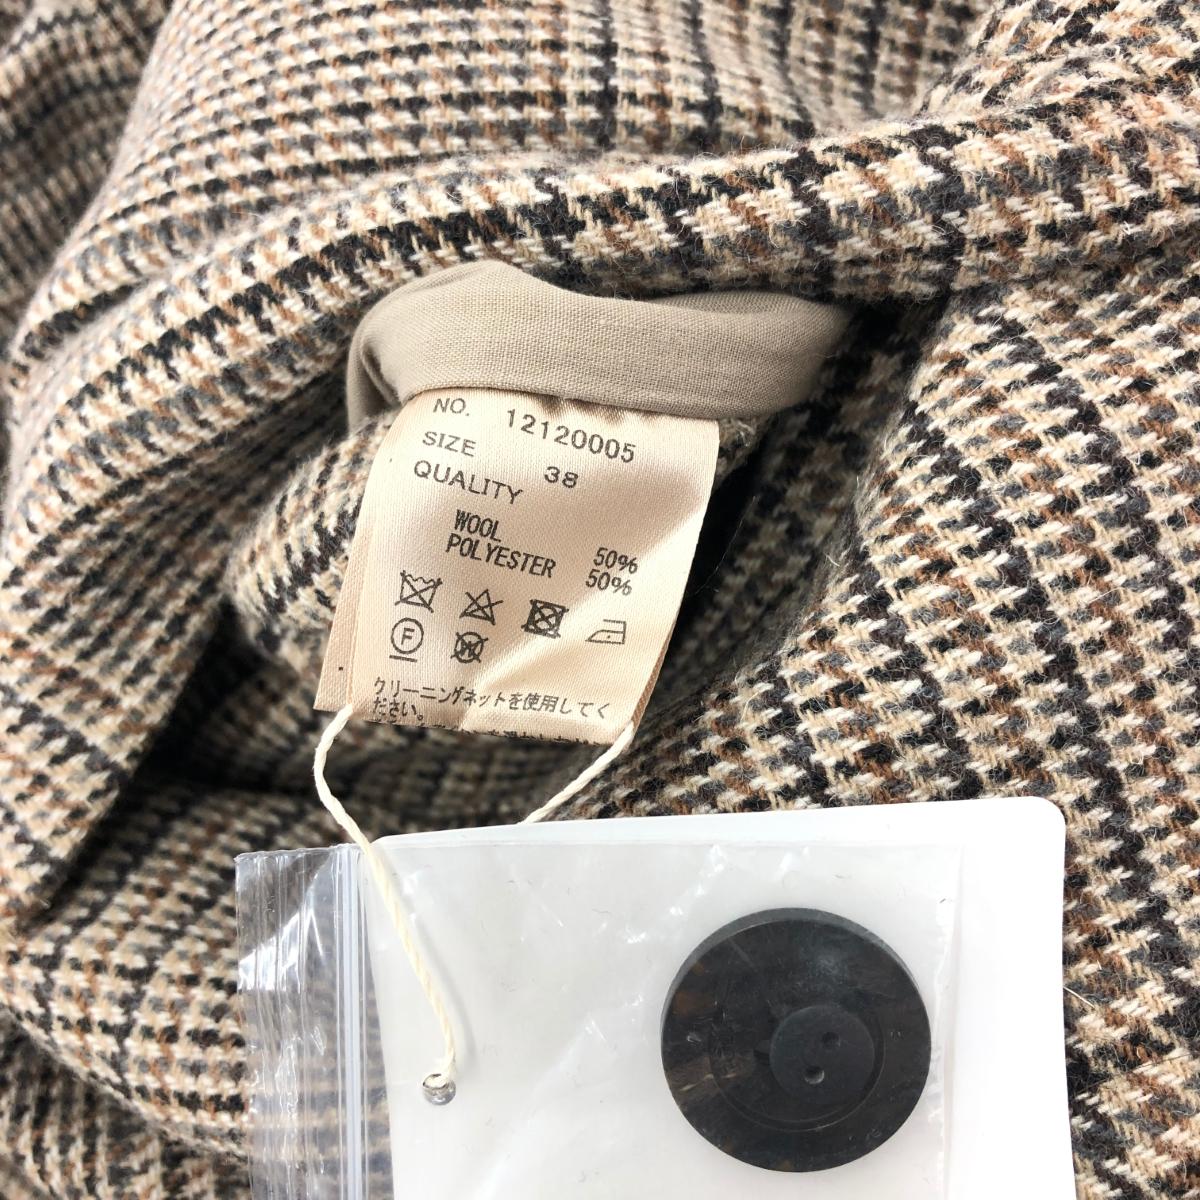 NO. 12120005
SIZE 38
QUALITY
WOOL 50%
POLYESTER 50%
F
クリーニングネットを使用してく
ださい。